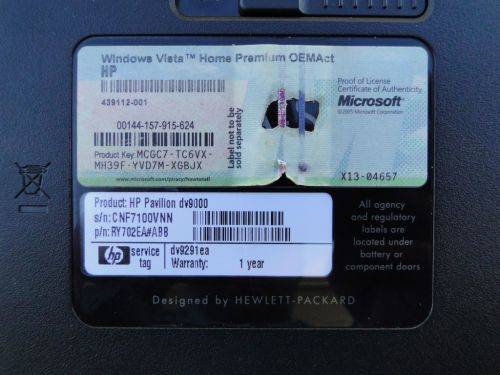 Windows Vista™ Home Premium OEMAct
HP
439112-001
00144-157-915-624
Product Key: MCGC7-TC6VX-
MH39F-YVD7M-XGBJX
www.microsoft.com/piracy/howtotell
Label not to be
sold separately
Proof of License
Certificate of Authenticity
Microsoft®
©2005 Microsoft Corporation
X13-04657
Product: HP Pavilion dv9000
s/n: CNF7100VNN
p/n: RY702EA#ABB
hp
service
tag
dv9291ea
Warranty: 1 year
All agency
and regulatory
labels are
located under
battery or
component doors
Designed by HEWLETT-PACKARD